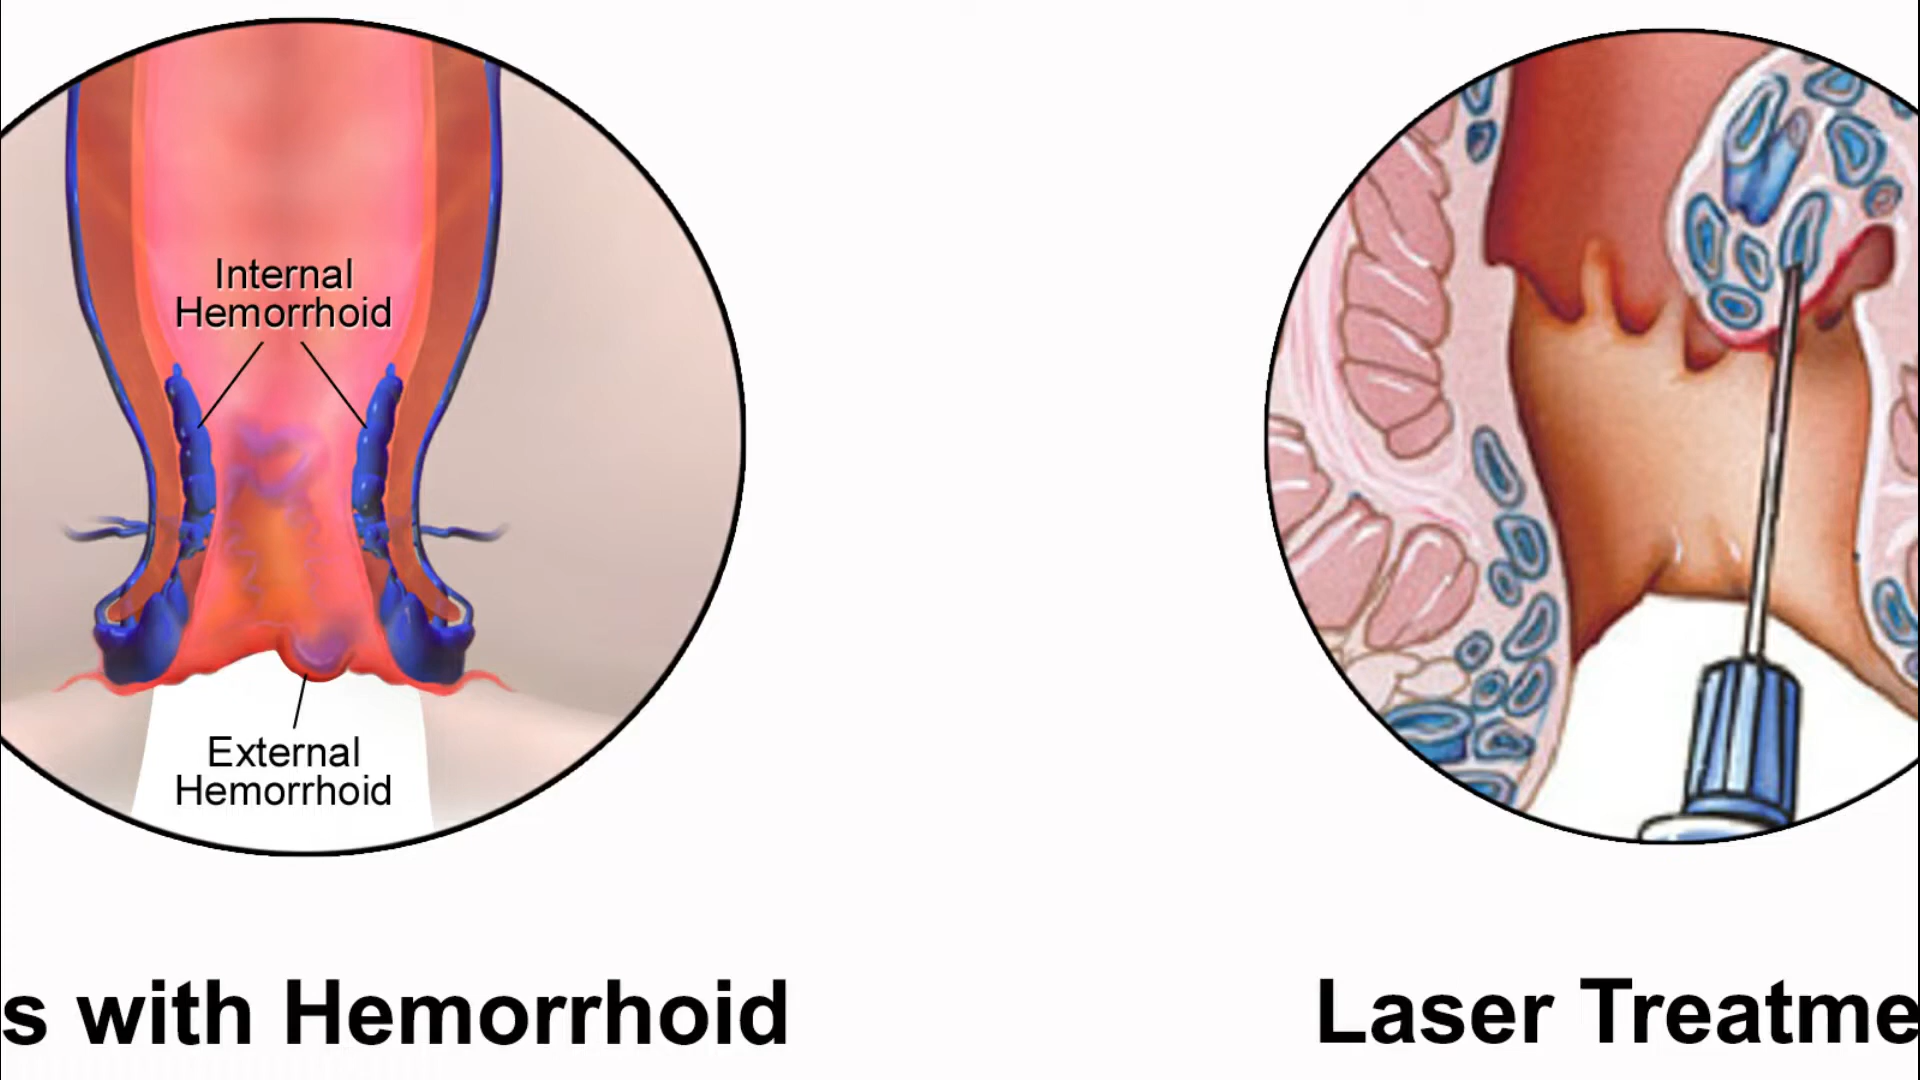 Internal
Hemorrhoid
External
Hemorrhoid
s with Hemorrhoid
Laser Treatme